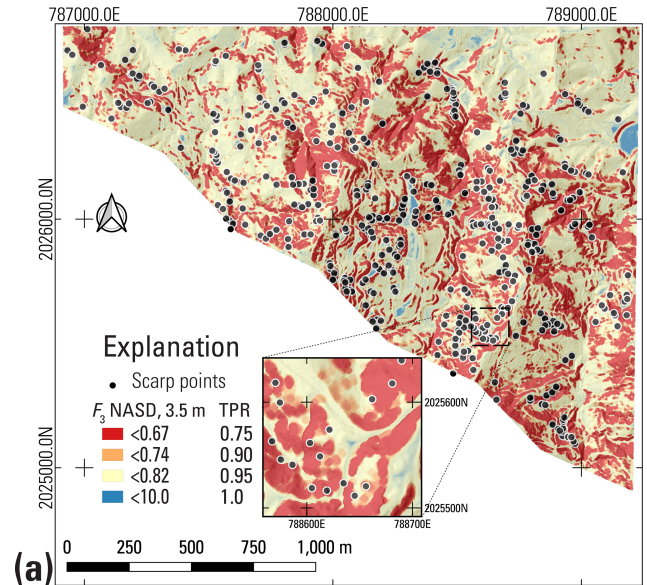 787000.0E 788000.0E 789000.0E
2026000.0N
2025000.0N
Explanation
Scarp points
F3 NASD, 3.5 m TPR
<0.67 0.75
<0.74 0.90
<0.82 0.95
<10.0 1.0
2025600N
2025500N
788600E 788700E
(a)
0 250 500 750 1,000 m